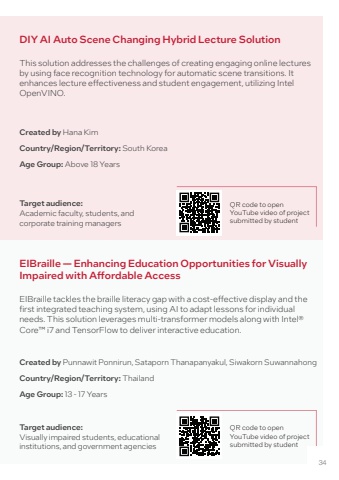 DIY AI Auto Scene Changing Hybrid Lecture Solution
This solution addresses the challenges of creating engaging online lectures
by using face recognition technology for automatic scene transitions. It
enhances lecture effectiveness and student engagement, utilizing Intel
OpenVINO.
Created by Hana Kim
Country/Region/Territory: South Korea
Age Group: Above 18 Years
Target audience:
Academic faculty, students, and
corporate training managers
QR code to open
YouTube video of project
submitted by student
EIBraille — Enhancing Education Opportunities for Visually
Impaired with Affordable Access
EIBraille tackles the braille literacy gap with a cost-effective display and the
first integrated teaching system, using AI to adapt lessons for individual
needs. This solution leverages multi-transformer models along with Intel®
Core™ i7 and TensorFlow to deliver interactive education.
Created by Punnawit Ponnirun, Sataporn Thanapanyakul, Siwakorn Suwannahong
Country/Region/Territory: Thailand
Age Group: 13 - 17 Years
Target audience:
Visually impaired students, educational
institutions, and government agencies
QR code to open
YouTube video of project
submitted by student
34